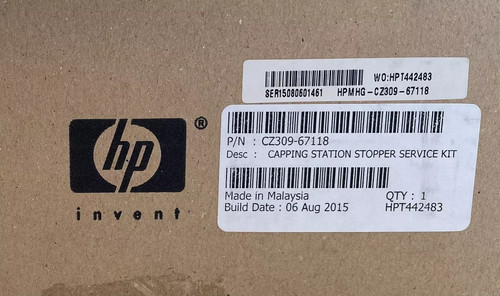 hp
®
invent
WO:HPT442483
SER15080601461 HPMHG-CZ309-67118
P/N : CZ309-67118
Desc : CAPPING STATION STOPPER SERVICE KIT
Made in Malaysia QTY : 1
Build Date : 06 Aug 2015 HPT442483